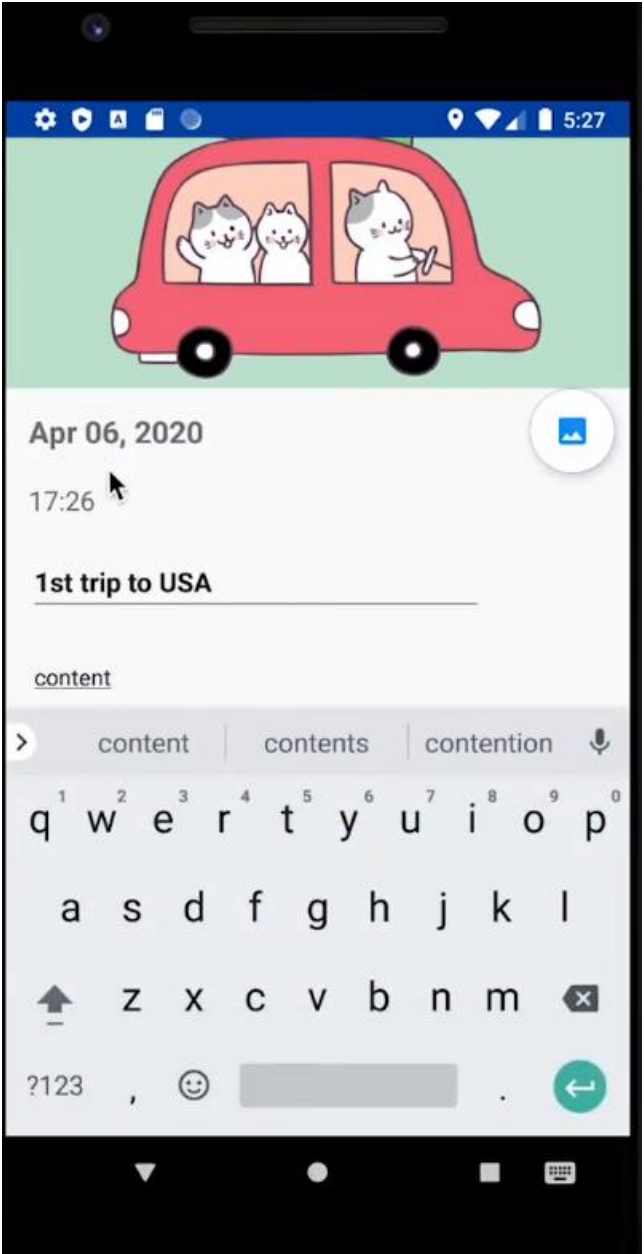 5:27
Apr 06, 2020
17:26
1st trip to USA
content
content contents contention
1 2 3 4 5 6 7 8 9 0
q w e r t y u i o p
a s d f g h j k l
z x c v b n m
?123 , .